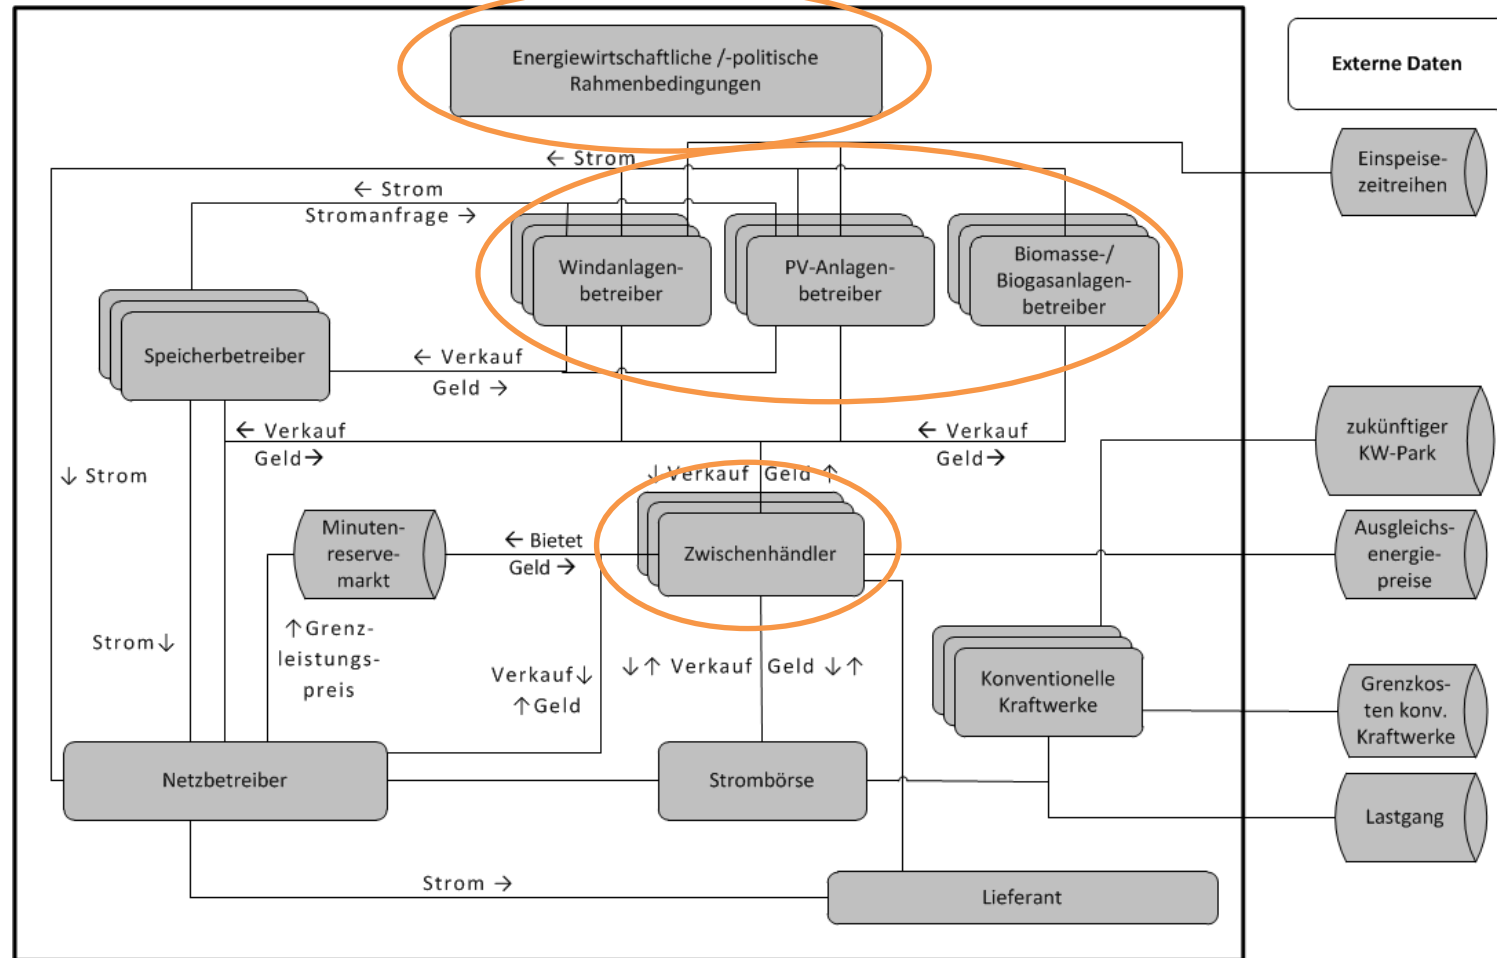 Energiewirtschaftliche /-politische
Rahmenbedingungen
Externe Daten
← Strom
Einspeise-
zeitreihen
← Strom
Stromanfrage →
Windanlagen-
betreiber
PV-Anlagen-
betreiber
Biomasse-/
Biogasanlagen-
betreiber
Speicherbetreiber
← Verkauf
Geld →
← Verkauf
Geld→
← Verkauf
Geld→
zukünftiger
KW-Park
↓ Strom
↓ Verkauf Geld ↑
Minuten-
reserve-
markt
← Bietet
Geld →
Zwischenhändler
Ausgleichs-
energie-
preise
Strom↓
↑Grenz-
leistungs-
preis
Verkauf↓
↑Geld
↓↑ Verkauf Geld ↓↑
Konventionelle
Kraftwerke
Grenzkos-
ten konv.
Kraftwerke
Netzbetreiber
Strombörse
Lastgang
Strom →
Lieferant